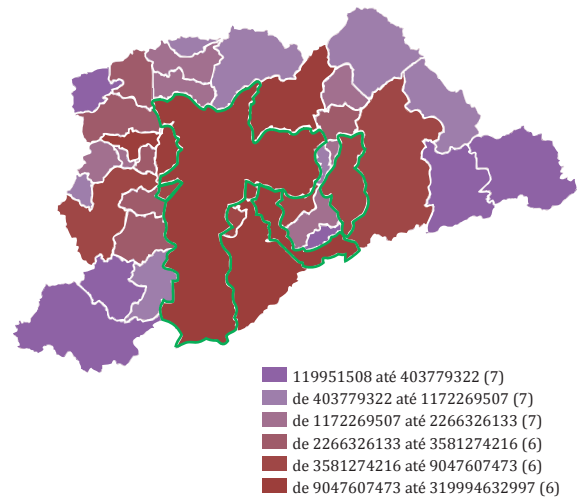 119951508 até 403779322 (7)
de 403779322 até 1172269507 (7)
de 1172269507 até 2266326133 (7)
de 2266326133 até 3581274216 (6)
de 3581274216 até 9047607473 (6)
de 9047607473 até 319994632997 (6)